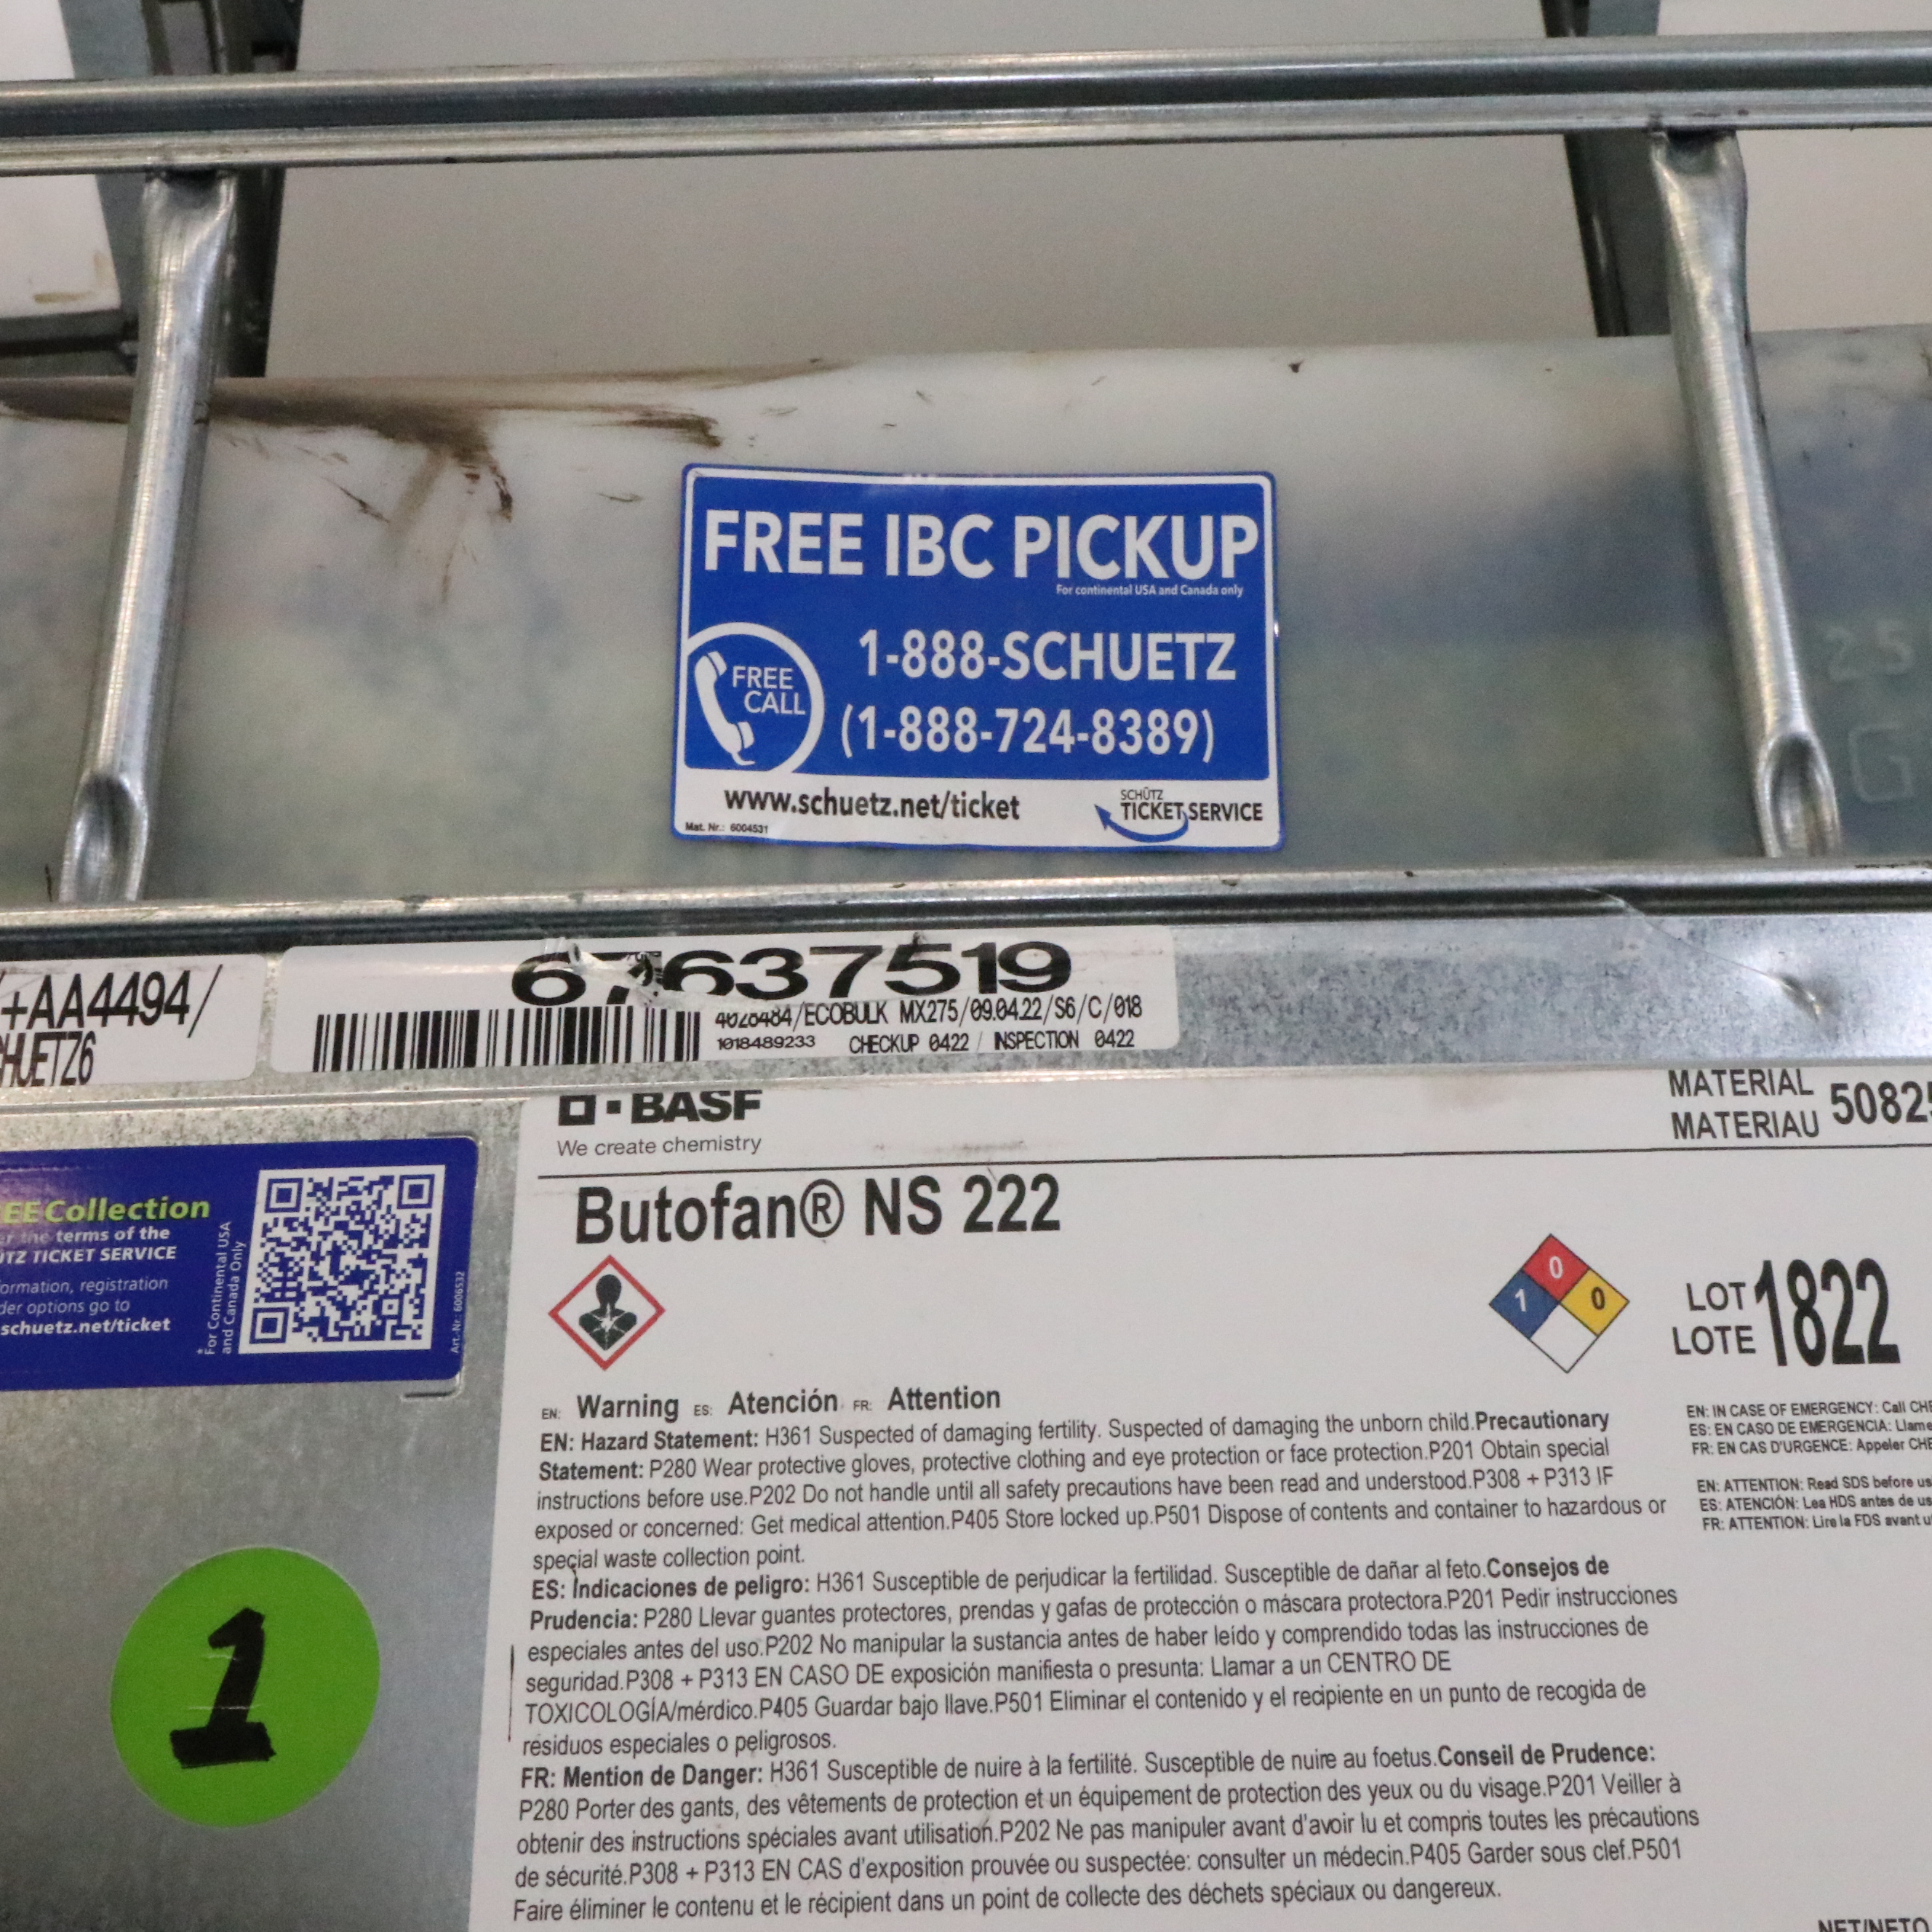 FREE IBC PICKUP
For continental USA and Canada only
1-888-SCHUETZ
FREE
CALL
(1-888-724-8389)
www.schuetz.net/ticket
SCHÜTZ
TICKET SERVICE
Mat. Nr.: 6004531
25
G
/+AA4494/
HUETZ6
67637519
4028484/ECOBULK MX275/09.04.22/S6/C/018
1018489233 CHECKUP 0422 / INSPECTION 0422
BASF
We create chemistry
MATERIAL
MATERIAU 5082
Butofan® NS 222
EE Collection
er the terms of the
TZ TICKET SERVICE
ormation, registration
der options go to
schuetz.net/ticket
* For Continental USA
and Canada Only
Art.-Nr.: 6006532
0
1
0
LOT
LOTE 1822
EN: Warning ES: Atención FR: Attention
EN: Hazard Statement: H361 Suspected of damaging fertility. Suspected of damaging the unborn child.Precautionary
Statement: P280 Wear protective gloves, protective clothing and eye protection or face protection.P201 Obtain special
instructions before use.P202 Do not handle until all safety precautions have been read and understood.P308 + P313 IF
exposed or concerned: Get medical attention.P405 Store locked up.P501 Dispose of contents and container to hazardous or
special waste collection point.
ES: Indicaciones de peligro: H361 Susceptible de perjudicar la fertilidad. Susceptible de dañar al feto.Consejos de
Prudencia: P280 Llevar guantes protectores, prendas y gafas de protección o máscara protectora.P201 Pedir instrucciones
especiales antes del uso.P202 No manipular la sustancia antes de haber leído y comprendido todas las instrucciones de
seguridad.P308 + P313 EN CASO DE exposición manifiesta o presunta: Llamar a un CENTRO DE
TOXICOLOGÍA/mérdico.P405 Guardar bajo llave.P501 Eliminar el contenido y el recipiente en un punto de recogida de
residuos especiales o peligrosos.
FR: Mention de Danger: H361 Susceptible de nuire à la fertilité. Susceptible de nuire au foetus.Conseil de Prudence:
P280 Porter des gants, des vêtements de protection et un équipement de protection des yeux ou du visage.P201 Veiller à
obtenir des instructions spéciales avant utilisation.P202 Ne pas manipuler avant d'avoir lu et compris toutes les précautions
de sécurité.P308 + P313 EN CAS d'exposition prouvée ou suspectée: consulter un médecin.P405 Garder sous clef.P501
Faire éliminer le contenu et le récipient dans un point de collecte des déchets spéciaux ou dangereux.
EN: IN CASE OF EMERGENCY: Call CHE
ES: EN CASO DE EMERGENCIA: Llame
FR: EN CAS D'URGENCE: Appeler CHE
EN: ATTENTION: Read SDS before us
ES: ATENCIÓN: Lea HDS antes de us
FR: ATTENTION: Lire la FDS avant u
1
NET/NETO